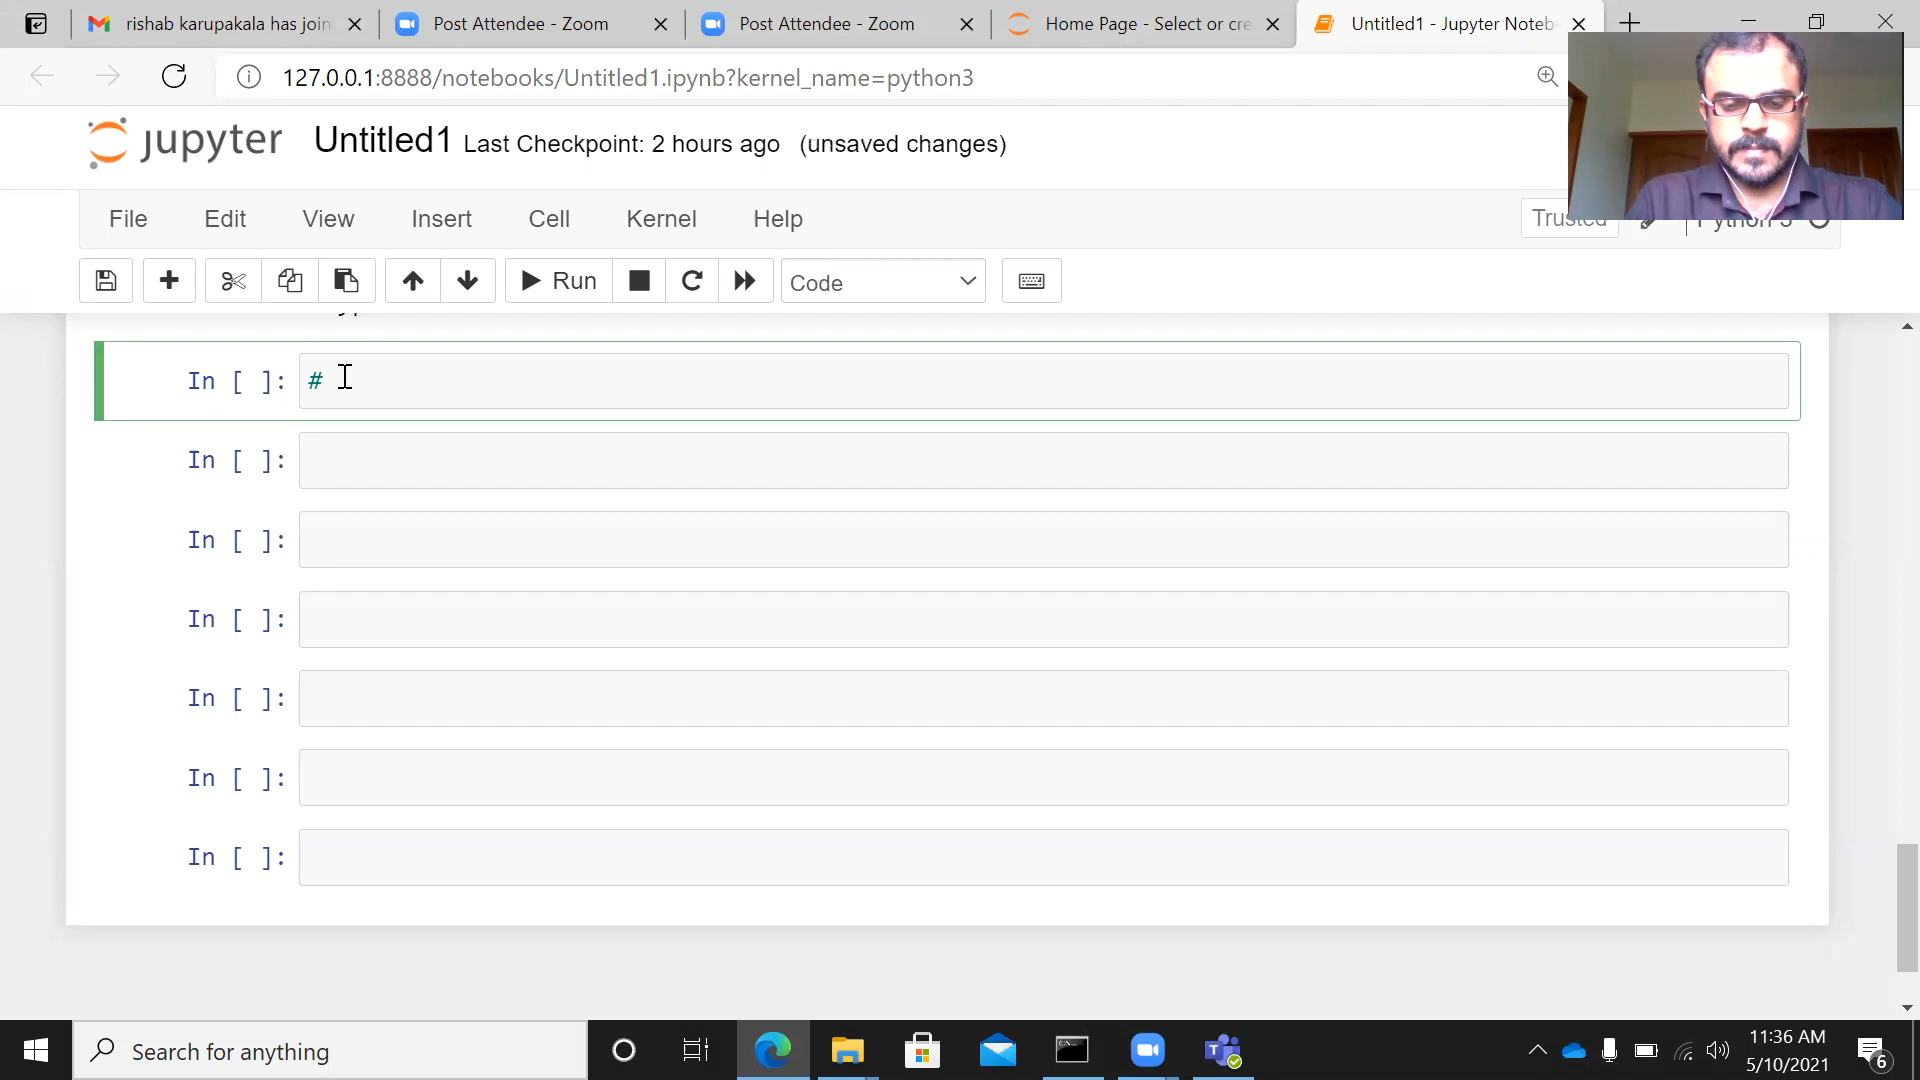 rishab karupakala has join
Post Attendee - Zoom
Post Attendee - Zoom
Home Page - Select or cre
Untitled1 - Jupyter Noteb
127.0.0.1:8888/notebooks/Untitled1.ipynb?kernel_name=python3
jupyter
Untitled1 Last Checkpoint: 2 hours ago (unsaved changes)
File Edit View Insert Cell Kernel Help
Trusted
Python 3
Run
Code
In [ ]: #
In [ ]:
In [ ]:
In [ ]:
In [ ]:
In [ ]:
In [ ]:
Search for anything
11:36 AM
5/10/2021
6